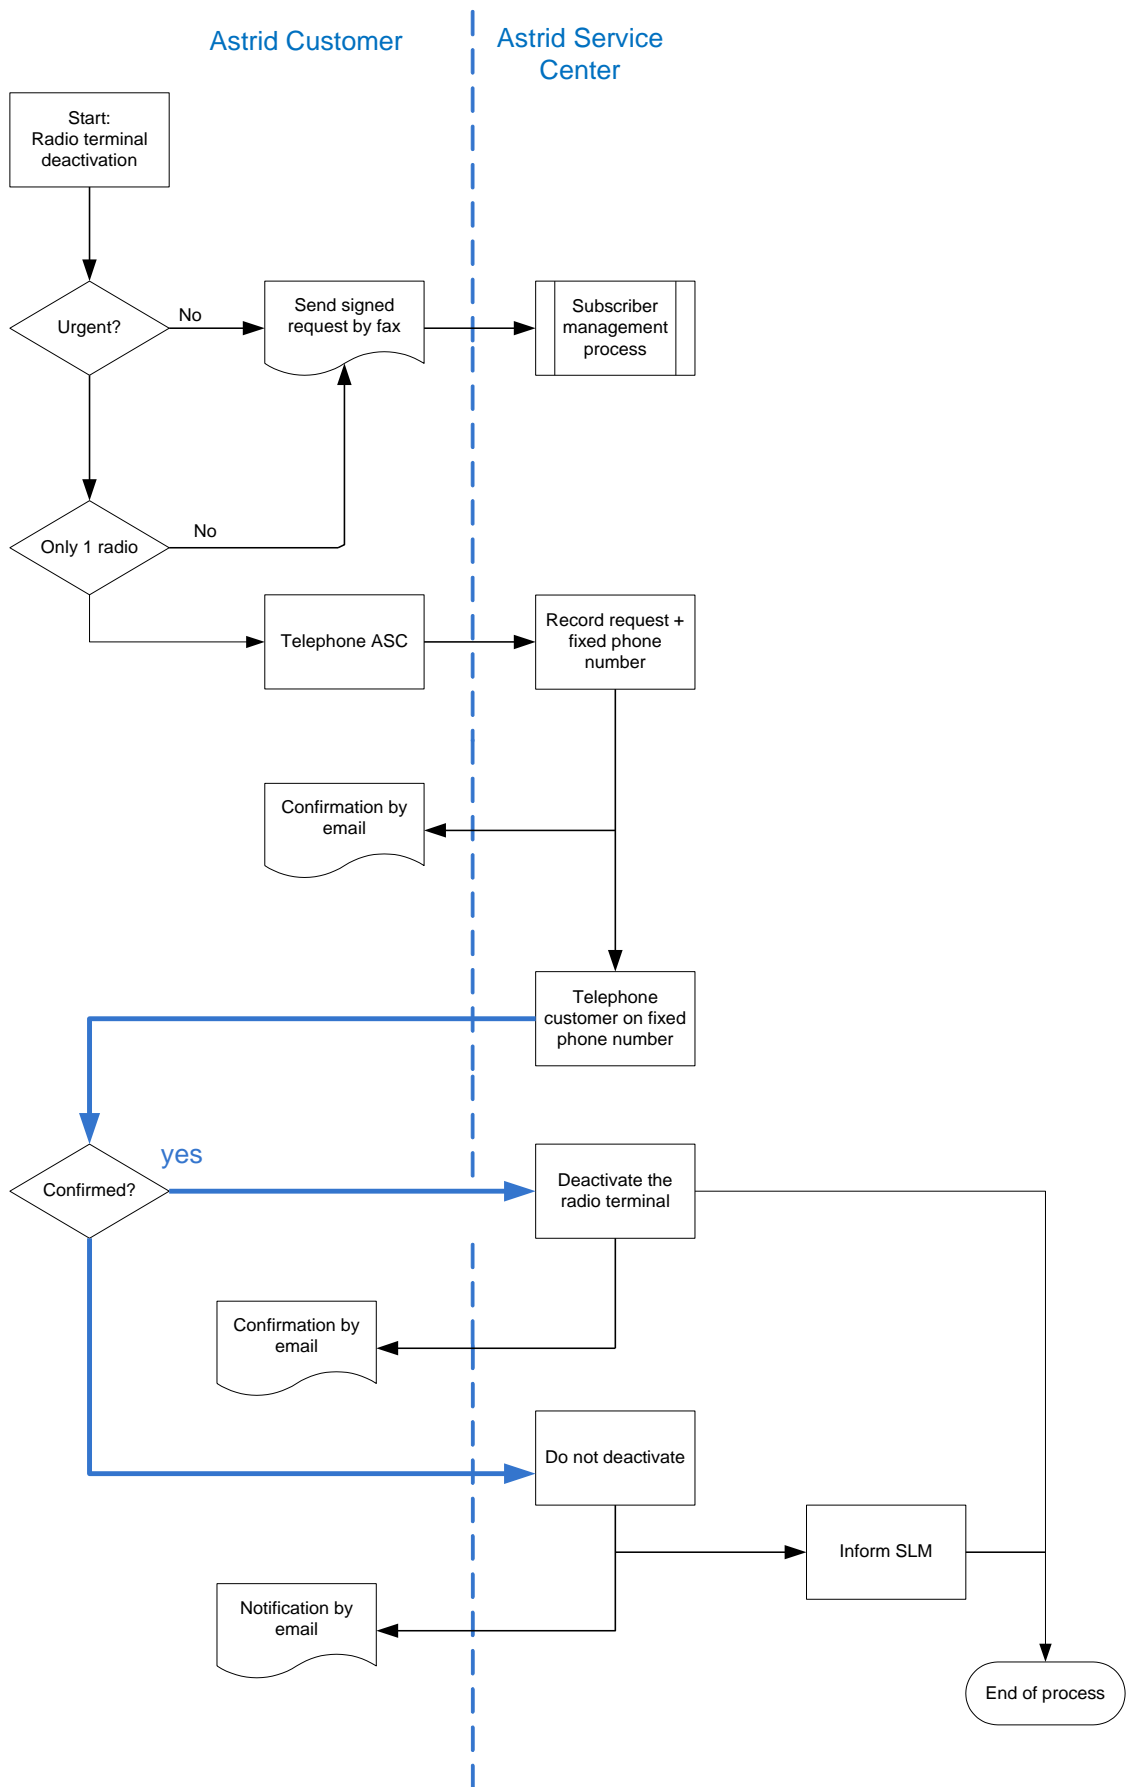 Astrid Customer
Astrid Service
Center
Start:
Radio terminal
deactivation
Urgent?
No
Send signed
request by fax
Subscriber
management
process
Only 1 radio
No
Telephone ASC
Record request +
fixed phone
number
Confirmation by
email
Telephone
customer on fixed
phone number
Confirmed?
yes
Deactivate the
radio terminal
Confirmation by
email
Do not deactivate
Inform SLM
Notification by
email
End of process